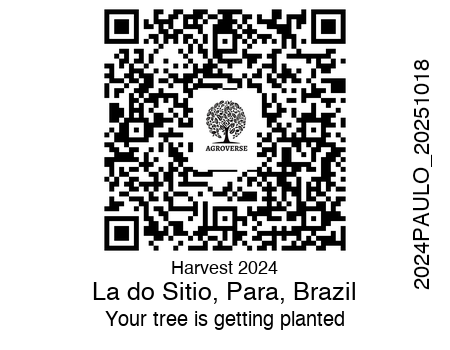 AGROVERSE
Harvest 2024
La do Sitio, Para, Brazil
Your tree is getting planted
2024PAULO_20251018